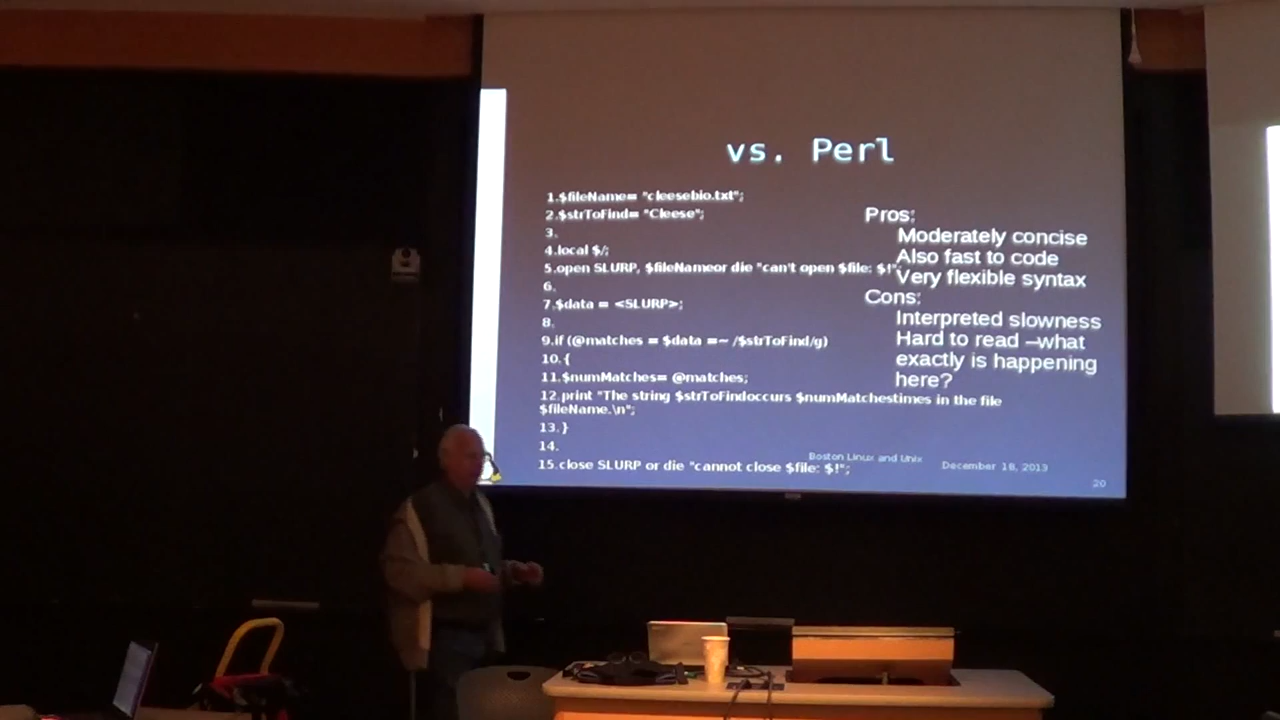 vs. Perl
1.$fileName= "cleesebio.txt";
2.$strToFind= "Cleese";
3.
4.local $/;
5.open SLURP, $fileNameor die "can't open $file: $!";
6.
7.$data = <SLURP>;
8.
9.if (@matches = $data =~ /$strToFind/g)
10.{
11.$numMatches= @matches;
12.print "The string $strToFindoccurs $numMatchestimes in the file
$fileName.\n";
13.}
14.
15.close SLURP or die "cannot close $file: $!";
Pros:
Moderately concise
Also fast to code
Very flexible syntax
Cons:
Interpreted slowness
Hard to read –what
exactly is happening
here?
Boston Linux and Unix
December 18, 2013
20